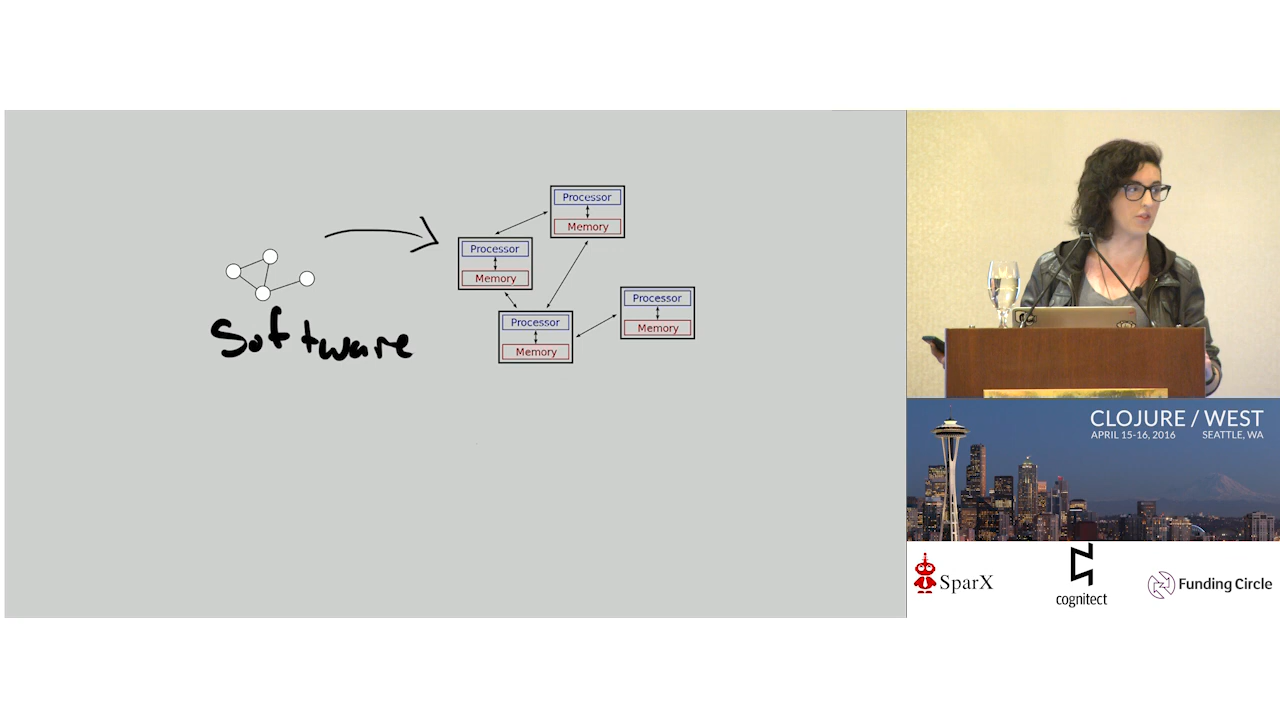 Processor
Memory
Processor
Memory
Processor
Memory
Processor
Memory
Software
CLOJURE / WEST
APRIL 15-16, 2016 SEATTLE, WA
SparX
cognitect
Funding Circle